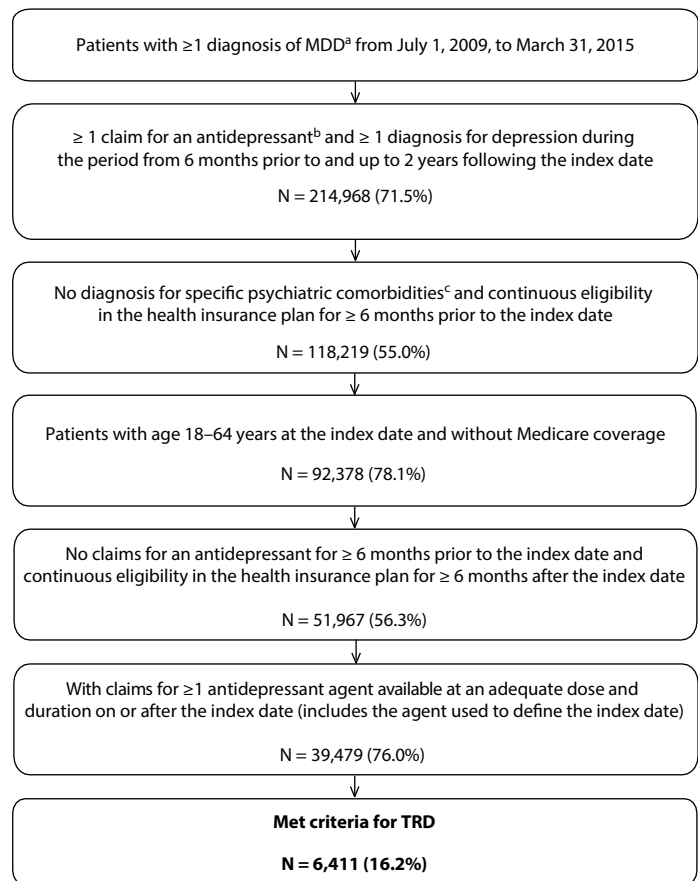 Patients with ≥1 diagnosis of MDDᵃ from July 1, 2009, to March 31, 2015
≥ 1 claim for an antidepressantᵇ and ≥ 1 diagnosis for depression during
the period from 6 months prior to and up to 2 years following the index date
N = 214,968 (71.5%)
No diagnosis for specific psychiatric comorbiditiesᶜ and continuous eligibility
in the health insurance plan for ≥ 6 months prior to the index date
N = 118,219 (55.0%)
Patients with age 18–64 years at the index date and without Medicare coverage
N = 92,378 (78.1%)
No claims for an antidepressant for ≥ 6 months prior to the index date and
continuous eligibility in the health insurance plan for ≥ 6 months after the index date
N = 51,967 (56.3%)
With claims for ≥1 antidepressant agent available at an adequate dose and
duration on or after the index date (includes the agent used to define the index date)
N = 39,479 (76.0%)
Met criteria for TRD
N = 6,411 (16.2%)